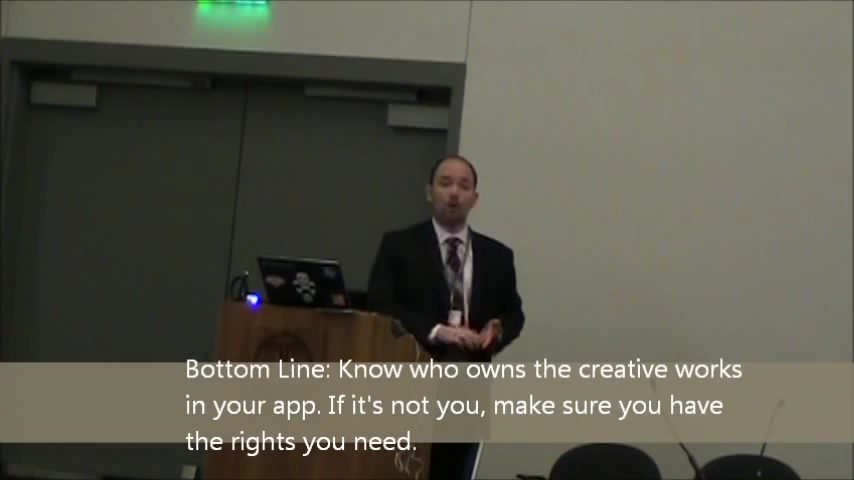 Bottom Line: Know who owns the creative works
in your app. If it's not you, make sure you have
the rights you need.